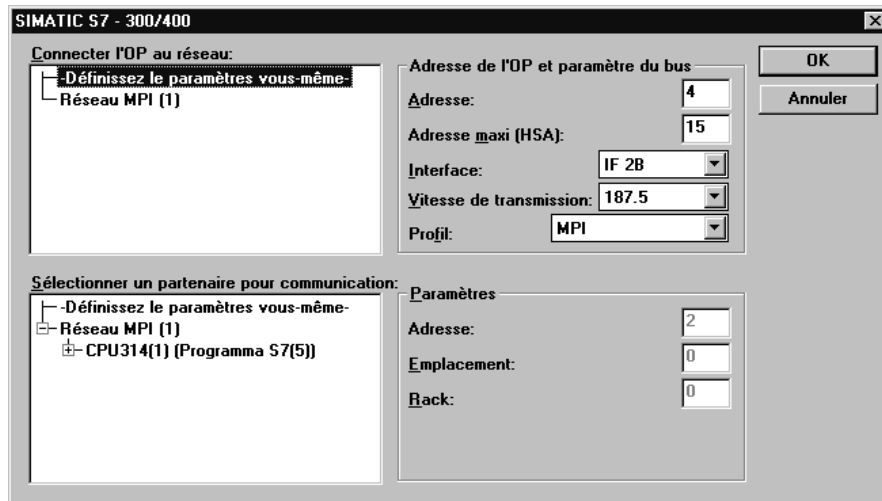 SIMATIC S7 - 300/400
Connecter l'OP au réseau:
-Définissez le paramètres vous-même-
Réseau MPI (1)
Adresse de l'OP et paramètre du bus
Adresse: 4
Adresse maxi (HSA): 15
Interface: IF 2B
Vitesse de transmission: 187.5
Profil: MPI
OK
Annuler
Sélectionner un partenaire pour communication:
-Définissez le paramètres vous-même-
Réseau MPI (1)
CPU314(1) (Programma S7(5))
Paramètres
Adresse: 2
Emplacement: 0
Rack: 0